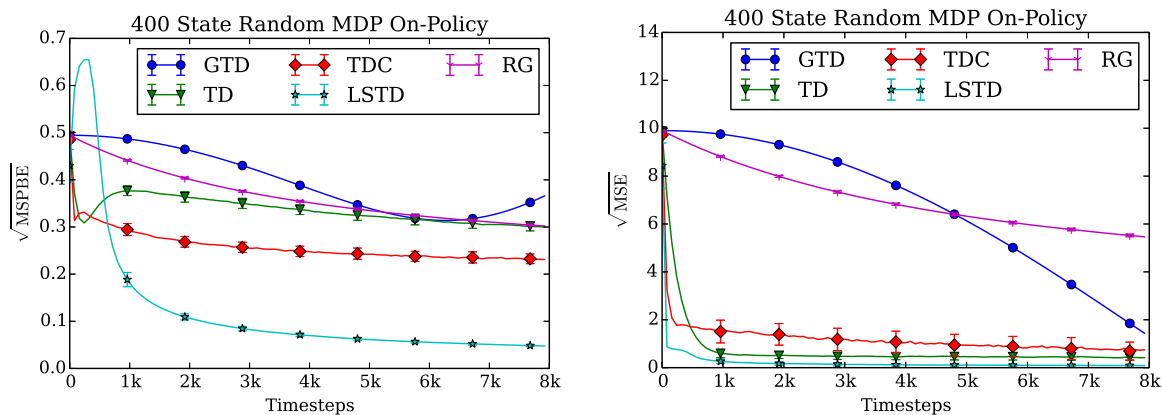 400 State Random MDP On-Policy
0.7
0.6
0.5
0.4
0.3
0.2
0.1
0.0
√MSPBE
GTD
TDC
RG
TD
LSTD
0
1k
2k
3k
4k
5k
6k
7k
8k
Timesteps
400 State Random MDP On-Policy
14
12
10
8
6
4
2
0
√MSE
GTD
TDC
RG
TD
LSTD
0
1k
2k
3k
4k
5k
6k
7k
8k
Timesteps